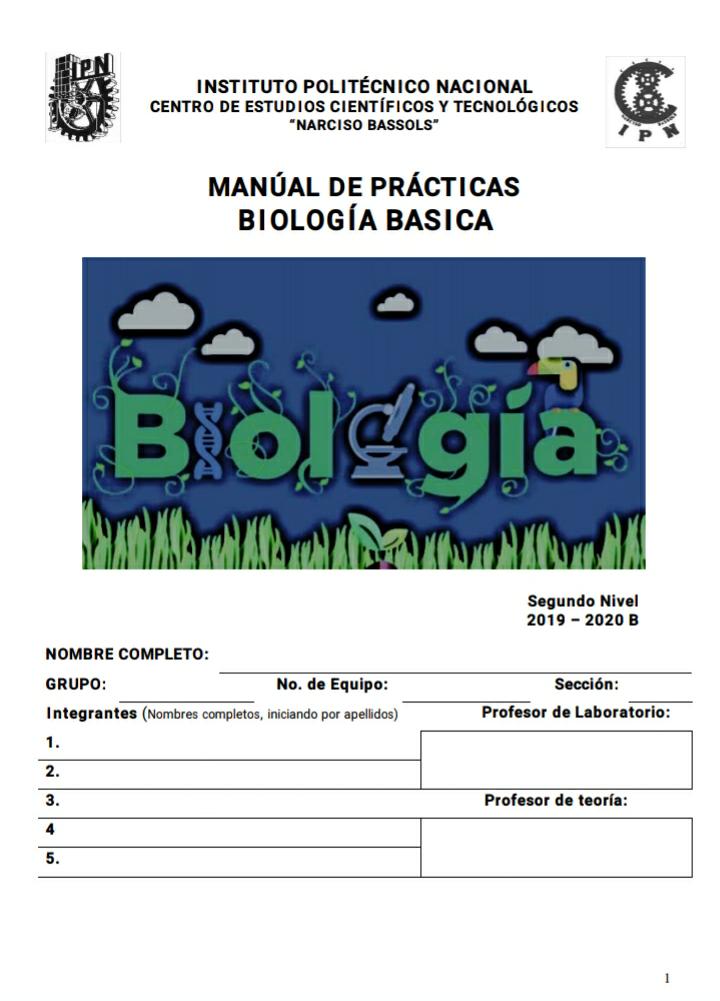 IPN
INSTITUTO POLITÉCNICO NACIONAL
CENTRO DE ESTUDIOS CIENTÍFICOS Y TECNOLÓGICOS
“NARCISO BASSOLS”
IPN
MANÚAL DE PRÁCTICAS
BIOLOGÍA BASICA
Biología
Segundo Nivel
2019 – 2020 B
NOMBRE COMPLETO:
GRUPO: No. de Equipo: Sección:
Integrantes (Nombres completos, iniciando por apellidos) Profesor de Laboratorio:
1.
2.
3. Profesor de teoría:
4
5.
1